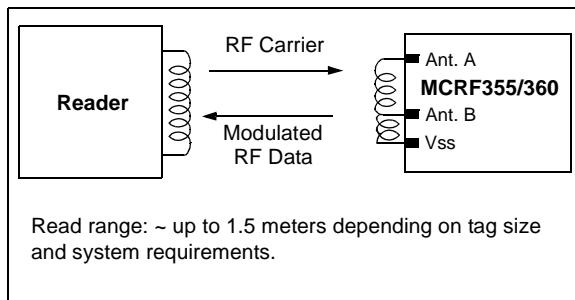 RF Carrier
Reader
Modulated
RF Data
Ant. A
MCRF355/360
Ant. B
Vss
Read range: ~ up to 1.5 meters depending on tag size
and system requirements.